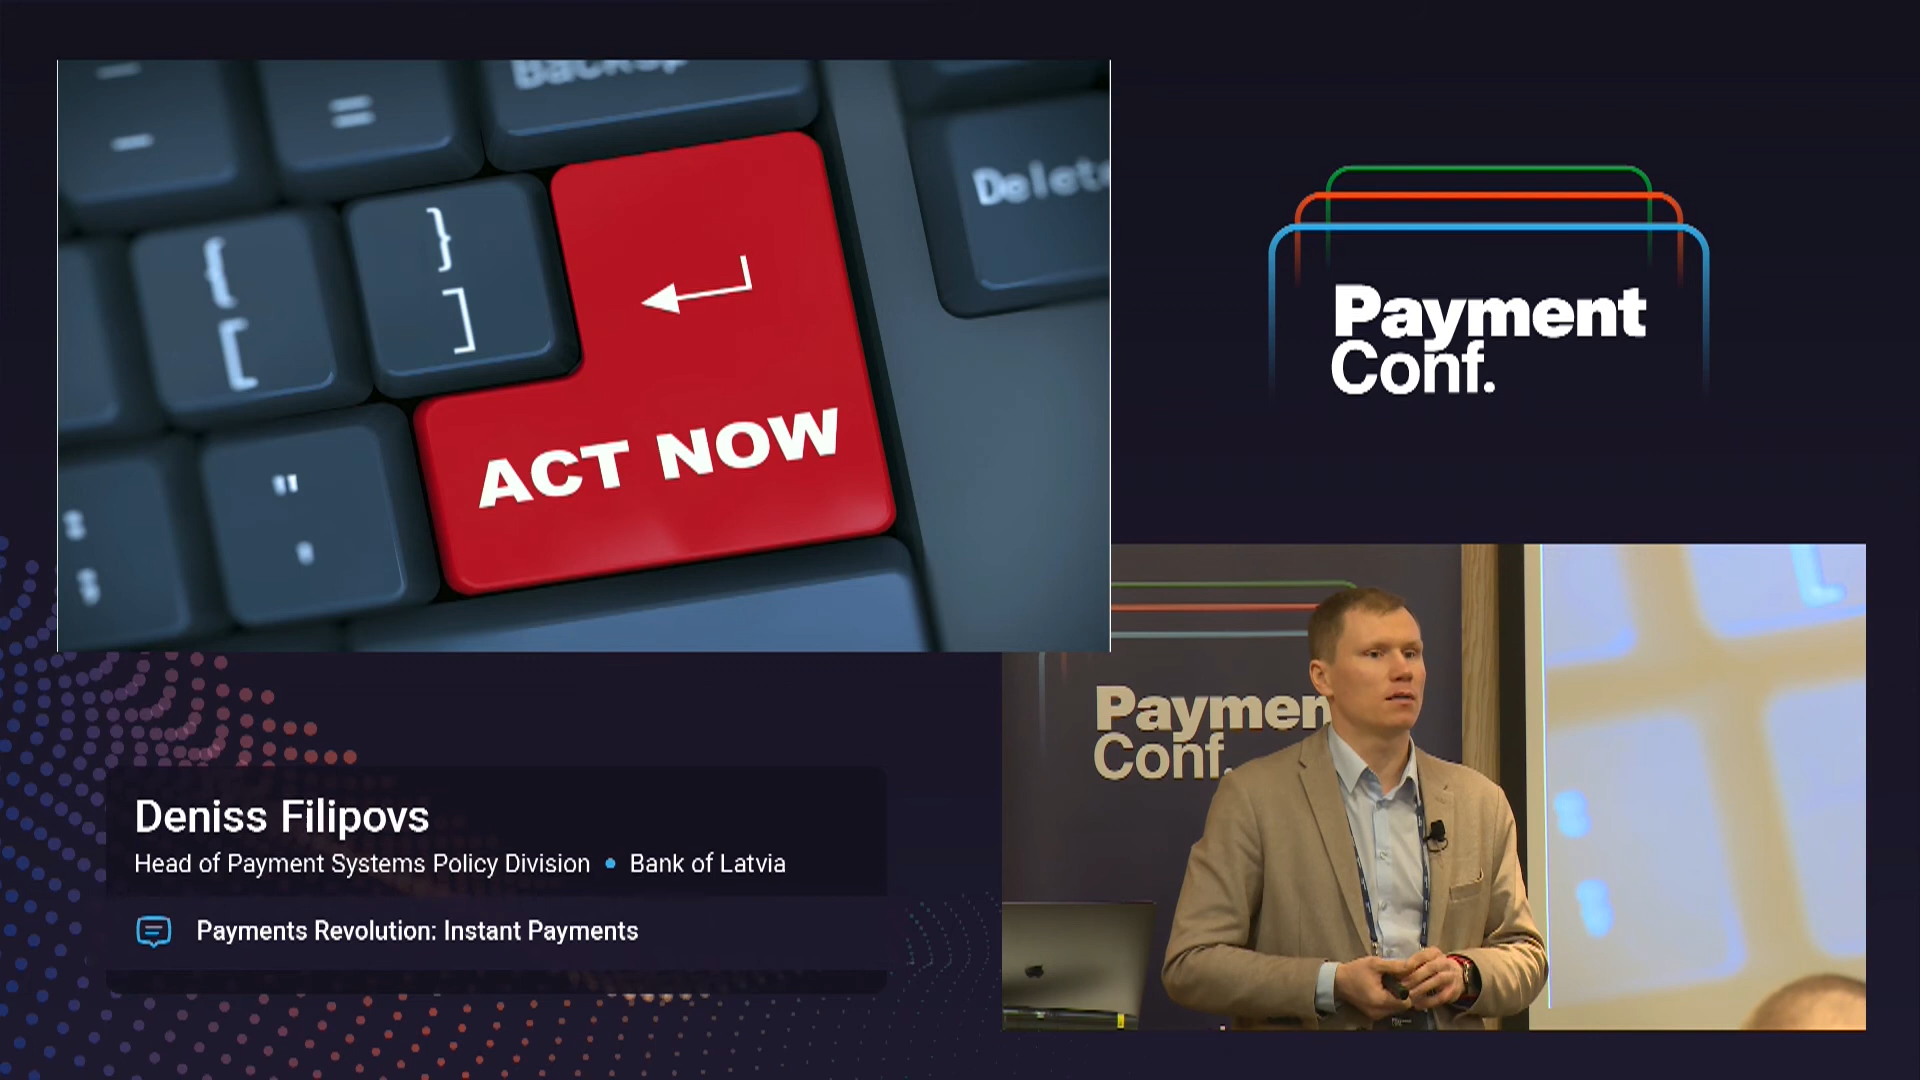 Backsp
-
=
Delete
{
[
}
]
ACT NOW
"
'
:
Payment
Conf.
Paymen
Conf.
Deniss Filipovs
Head of Payment Systems Policy Division • Bank of Latvia
Payments Revolution: Instant Payments